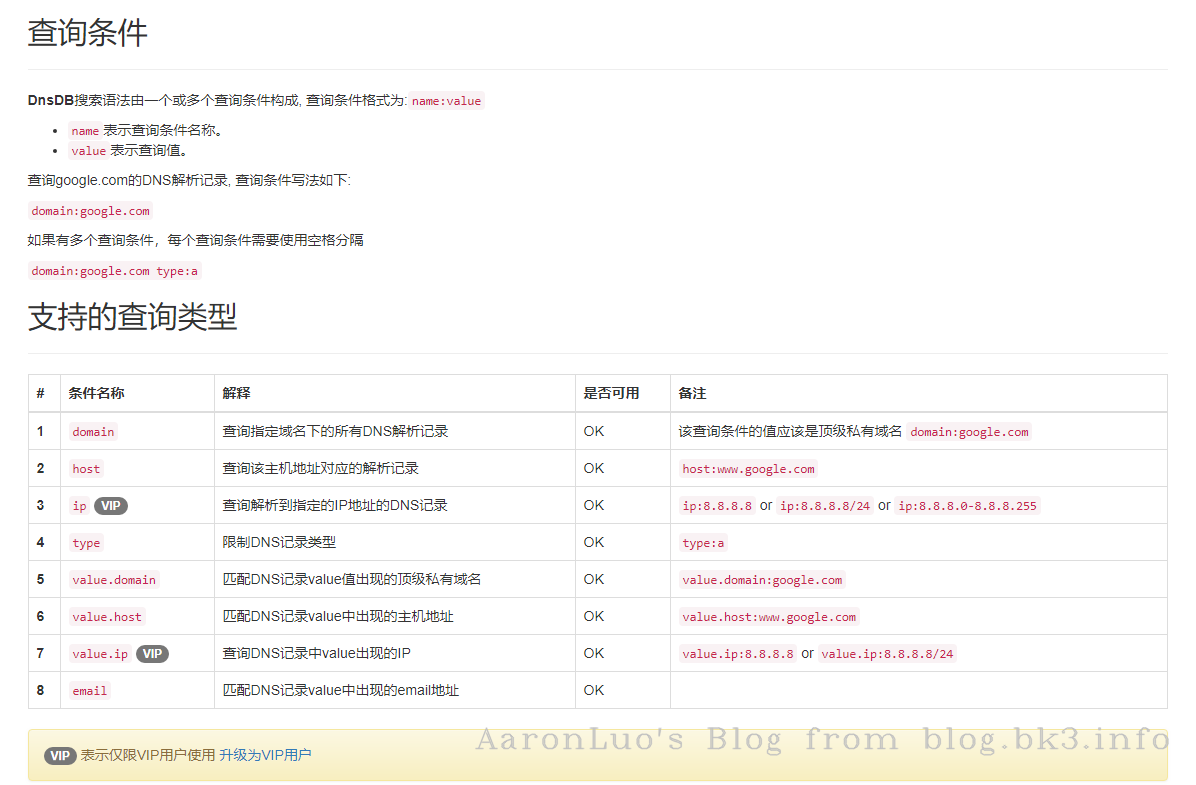 查询条件
DnsDB搜索语法由一个或多个查询条件构成, 查询条件格式为: name:value
name 表示查询条件名称。
value 表示查询值。
查询google.com的DNS解析记录, 查询条件写法如下:
domain:google.com
如果有多个查询条件，每个查询条件需要使用空格分隔
domain:google.com type:a
支持的查询类型
# 条件名称 解释 是否可用 备注
1 domain 查询指定域名下的所有DNS解析记录 OK 该查询条件的值应该是顶级私有域名 domain:google.com
2 host 查询该主机地址对应的解析记录 OK host:www.google.com
3 ip VIP 查询解析到指定的IP地址的DNS记录 OK ip:8.8.8.8 or ip:8.8.8.8/24 or ip:8.8.8.0-8.8.8.255
4 type 限制DNS记录类型 OK type:a
5 value.domain 匹配DNS记录value值出现的顶级私有域名 OK value.domain:google.com
6 value.host 匹配DNS记录value中出现的主机地址 OK value.host:www.google.com
7 value.ip VIP 查询DNS记录中value出现的IP OK value.ip:8.8.8.8 or value.ip:8.8.8.8/24
8 email 匹配DNS记录value中出现的email地址 OK
VIP 表示仅限VIP用户使用 升级为VIP用户
AaronLuo's Blog from blog.bk3.info